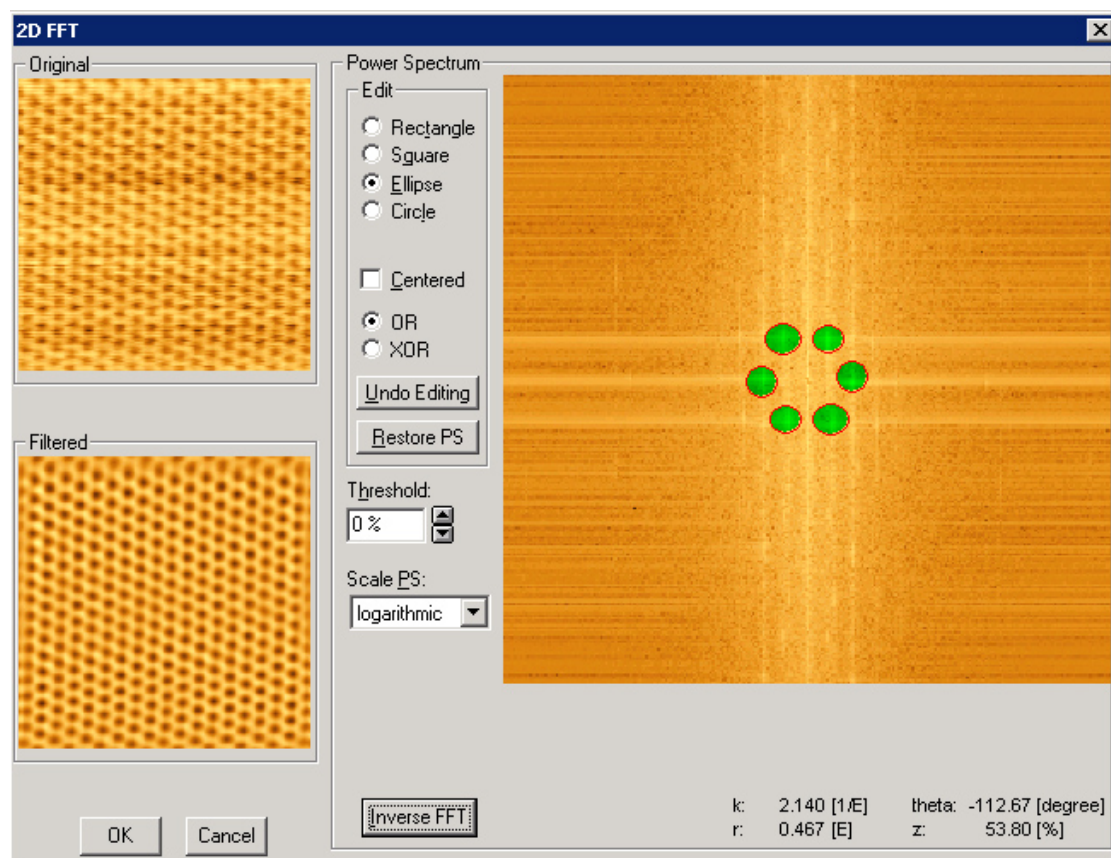 2D FFT
Original
Power Spectrum
Edit
Rectangle
Square
Ellipse
Circle
Centered
OR
XOR
Undo Editing
Restore PS
Filtered
Threshold:
0 %
Scale PS:
logarithmic
Inverse FFT
k: 2.140 [1/E] theta: -112.67 [degree]
r: 0.467 [E] z: 53.80 [%]
OK Cancel